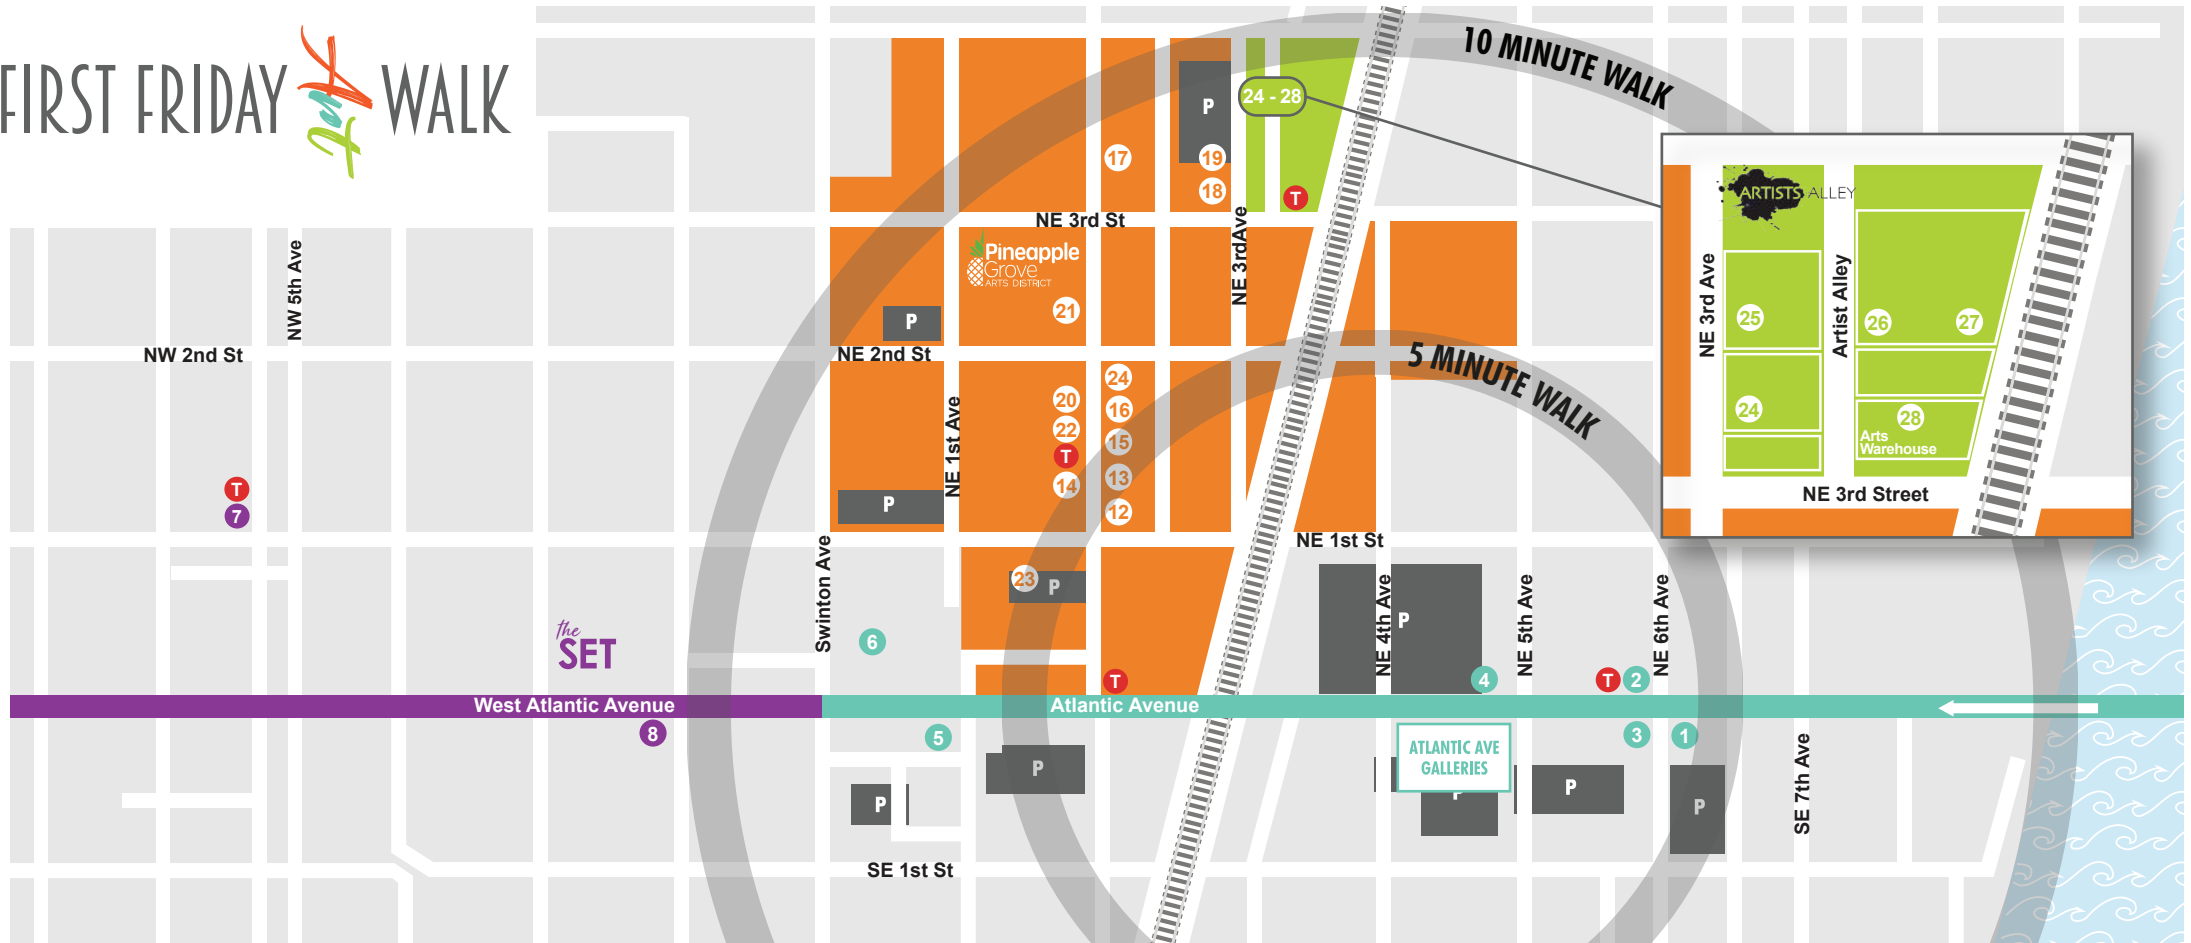 FIRST FRIDAY Art WALK
10 MINUTE WALK
5 MINUTE WALK
24 - 28
P
17
19
18
T
NE 3rd St
NE 3rdAve
Pineapple
Grove
ARTS DISTRICT
21
P
NW 5th Ave
NW 2nd St
NE 2nd St
NE 1st Ave
20
22
T
14
24
16
15
13
12
P
T
7
NE 1st St
Swinton Ave
23
P
the
SET
6
P
NE 4th Ave
NE 5th Ave
NE 6th Ave
T
4
T
2
West Atlantic Avenue
Atlantic Avenue
8
5
3
1
ATLANTIC AVE
GALLERIES
P
P
P
P
P
SE 7th Ave
SE 1st St
ARTISTS ALLEY
NE 3rd Ave
Artist Alley
25
26
27
24
28
Arts
Warehouse
NE 3rd Street